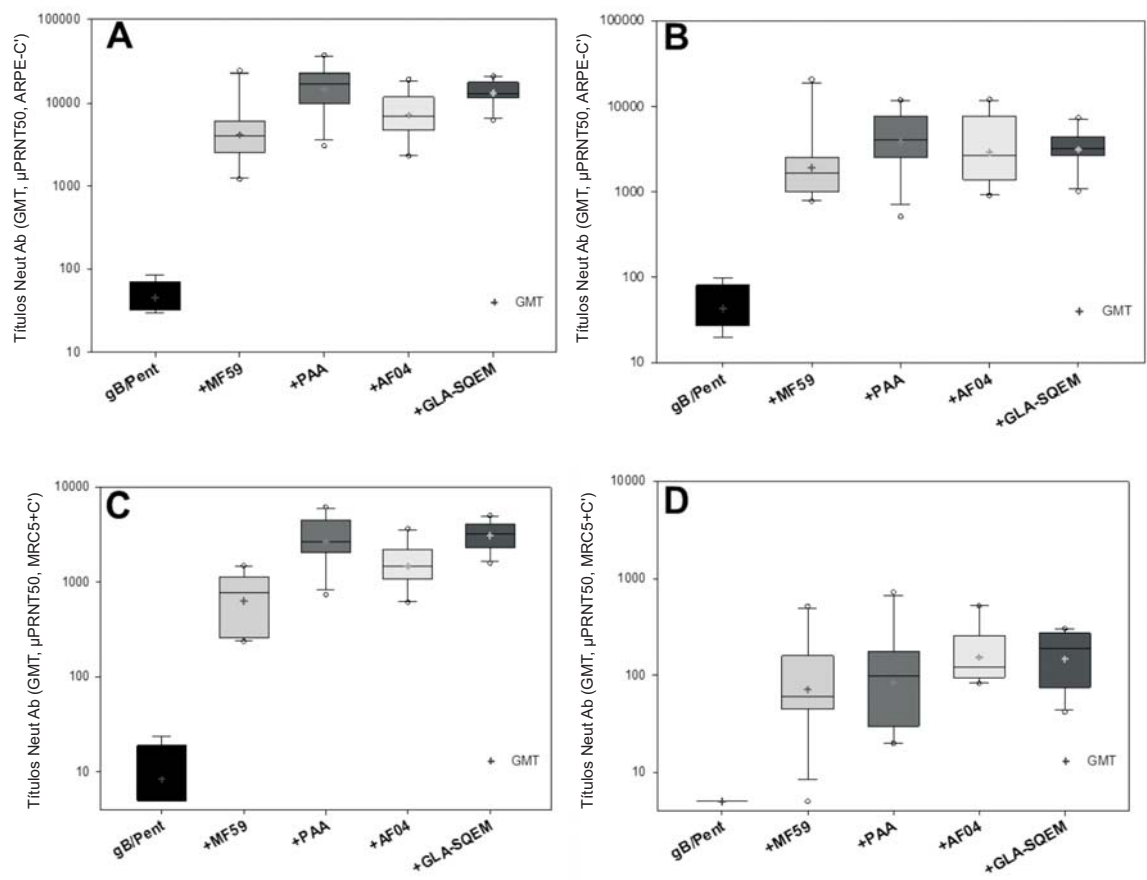 A
Títulos Neut Ab (GMT, µPRNT50, ARPE-C')
100000
10000
1000
100
10
GMT
gB/Pent
+MF59
+PAA
+AF04
+GLA-SQEM
B
Títulos Neut Ab (GMT, µPRNT50, ARPE-C')
100000
10000
1000
100
10
GMT
gB/Pent
+MF59
+PAA
+AF04
+GLA-SQEM
C
Títulos Neut Ab (GMT, µPRNT50, MRC5+C')
10000
1000
100
10
GMT
gB/Pent
+MF59
+PAA
+AF04
+GLA-SQEM
D
Títulos Neut Ab (GMT, µPRNT50, MRC5+C')
10000
1000
100
10
GMT
gB/Pent
+MF59
+PAA
+AF04
+GLA-SQEM